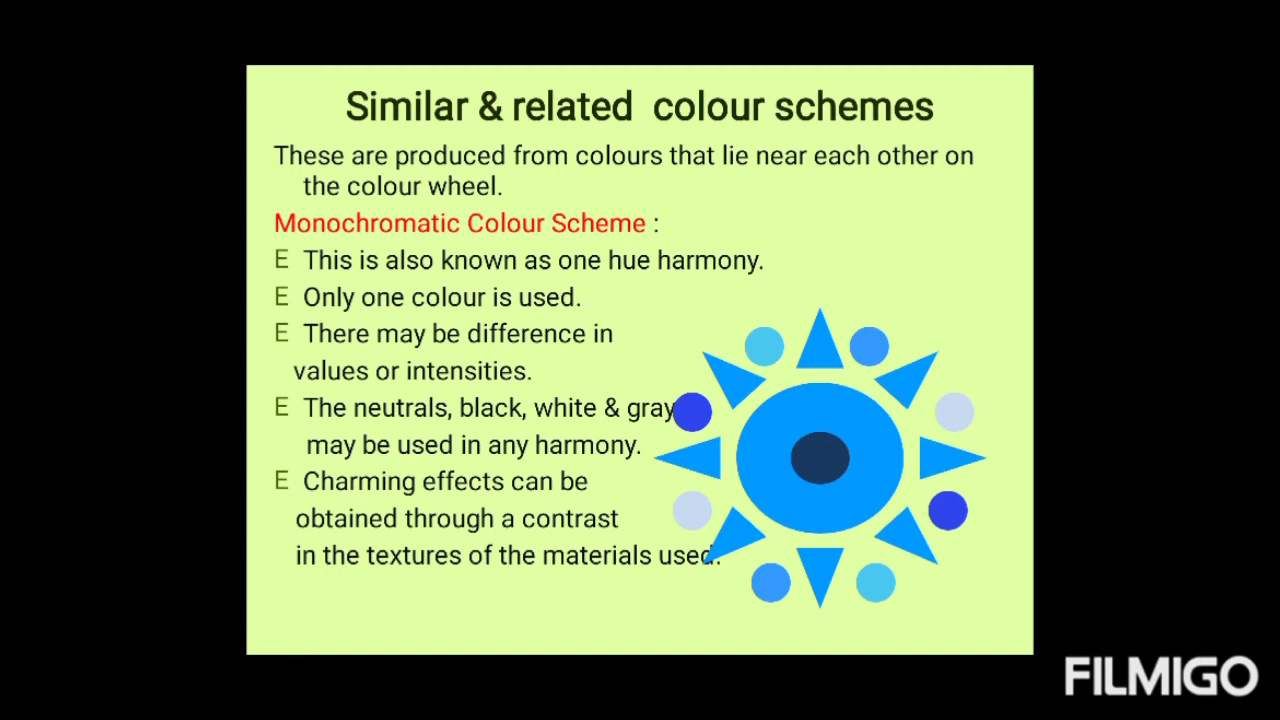 Similar & related colour schemes
These are produced from colours that lie near each other on
the colour wheel.
Monochromatic Colour Scheme :
E This is also known as one hue harmony.
E Only one colour is used.
E There may be difference in
values or intensities.
E The neutrals, black, white & gray
may be used in any harmony.
E Charming effects can be
obtained through a contrast
in the textures of the materials used.
FILMIGO